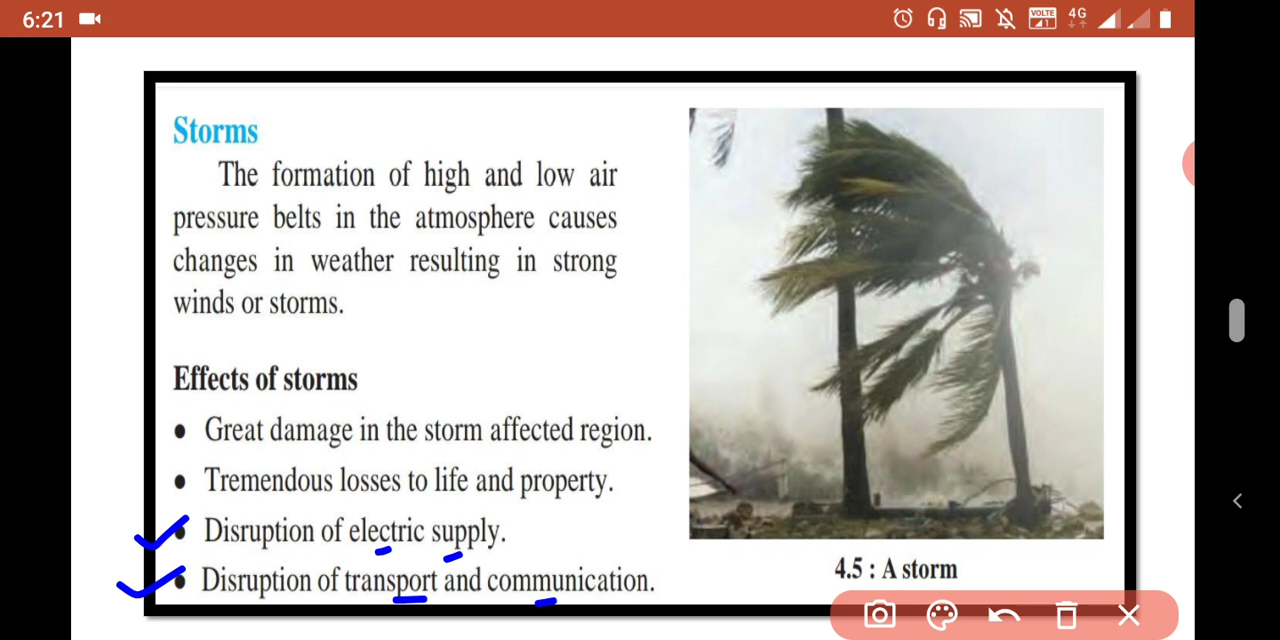 6:21
VOLTE
1
4G
Storms
The formation of high and low air
pressure belts in the atmosphere causes
changes in weather resulting in strong
winds or storms.
Effects of storms
• Great damage in the storm affected region.
• Tremendous losses to life and property.
• Disruption of electric supply.
• Disruption of transport and communication.
4.5 : A storm